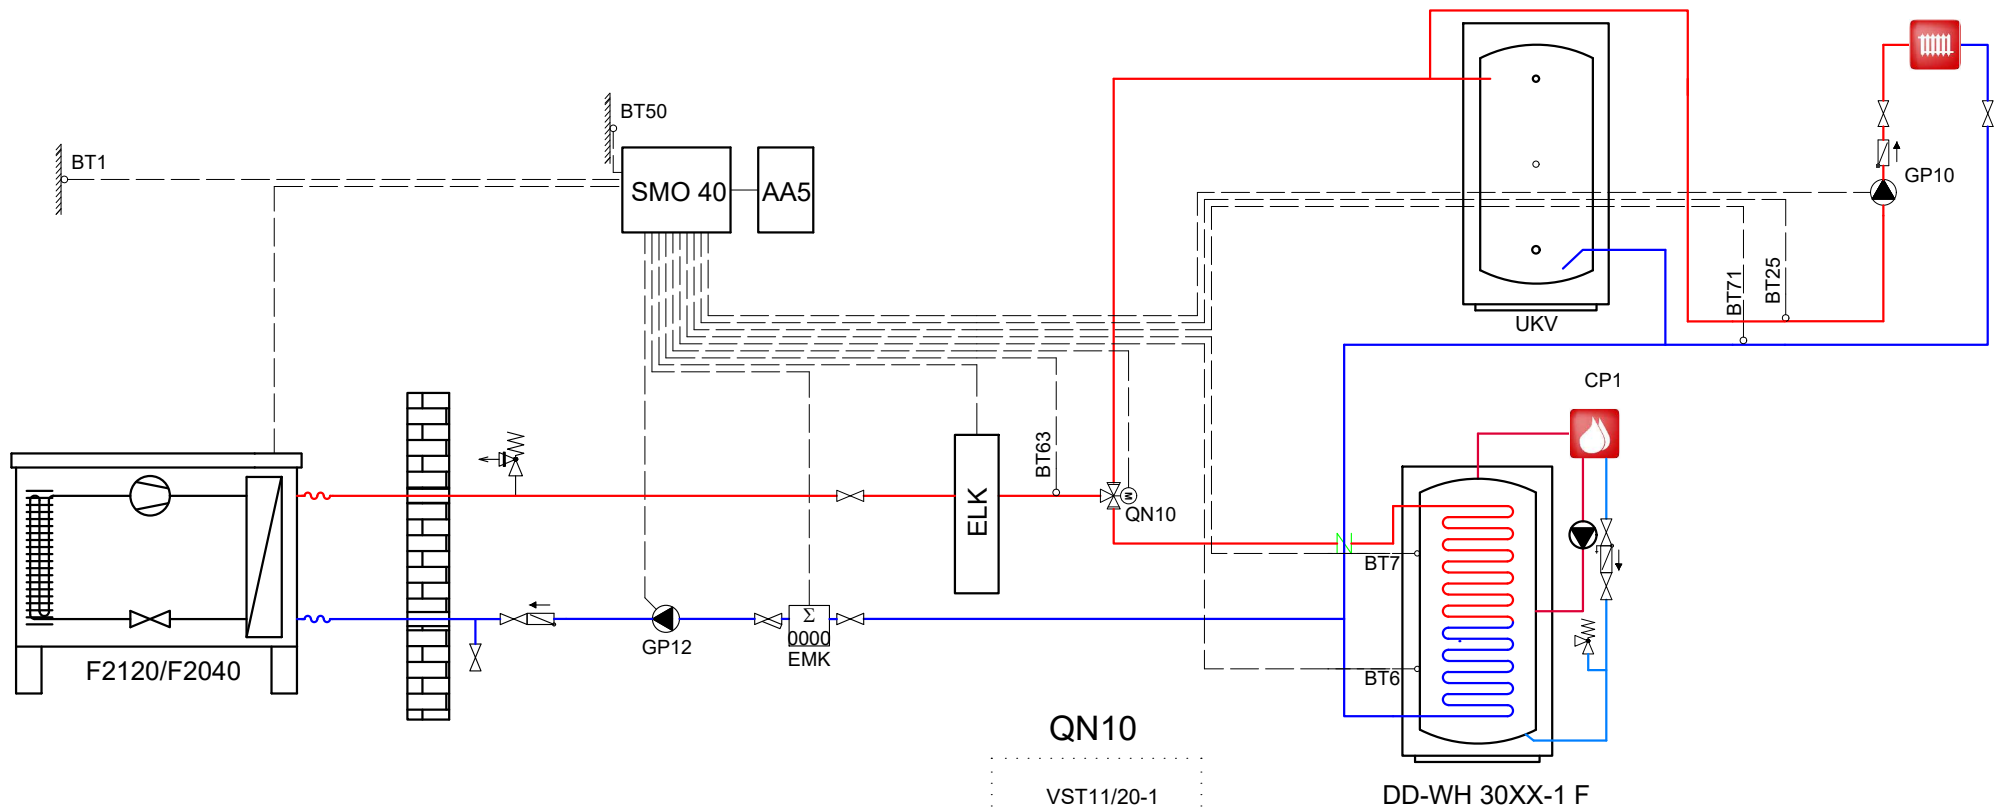 BT50
BT1
SMO 40
AA5
GP10
BT71
BT25
UKV
CP1
BT63
ELK
M
QN10
BT7
Σ
0000
GP12
EMK
F2120/F2040
BT6
QN10
VST11/20-1
DD-WH 30XX-1 F